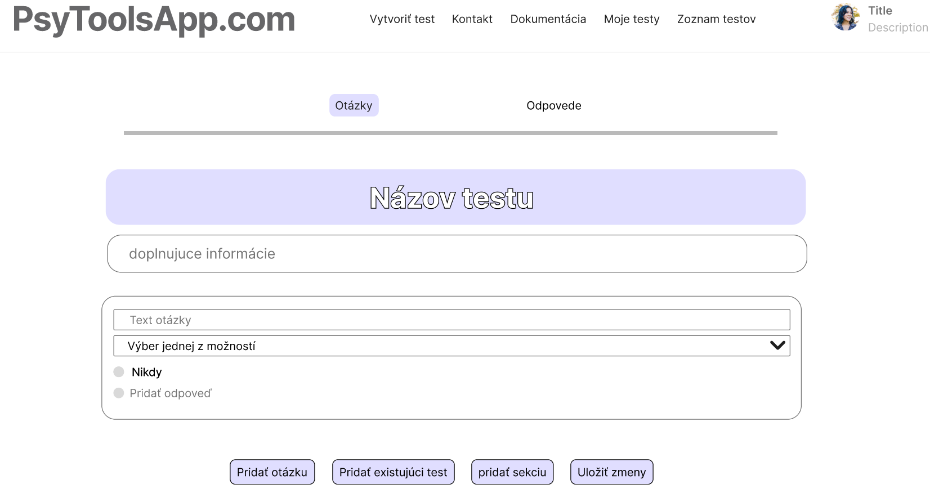 PsyToolsApp.com
Vytvoriť test Kontakt Dokumentácia Moje testy Zoznam testov
Title
Description
Otázky Odpovede
Názov testu
doplnujuce informácie
Text otázky
Výber jednej z možností
Nikdy
Pridať odpoveď
Pridať otázku Pridať existujúci test pridať sekciu Uložiť zmeny